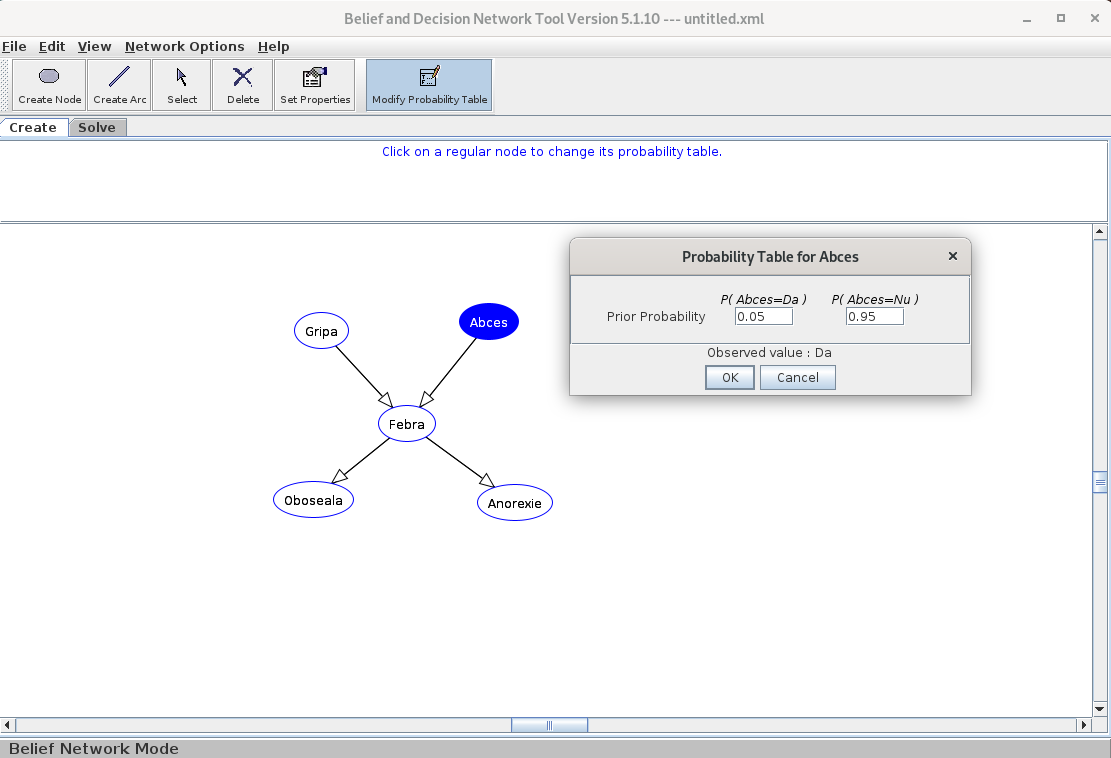 Belief and Decision Network Tool Version 5.1.10 --- untitled.xml
File Edit View Network Options Help
Create Node Create Arc Select Delete Set Properties Modify Probability Table
Create Solve
Click on a regular node to change its probability table.
Probability Table for Abces
P( Abces=Da ) P( Abces=Nu )
Prior Probability 0.05 0.95
Observed value : Da
OK Cancel
Gripa
Abces
Febra
Oboseala
Anorexie
Belief Network Mode